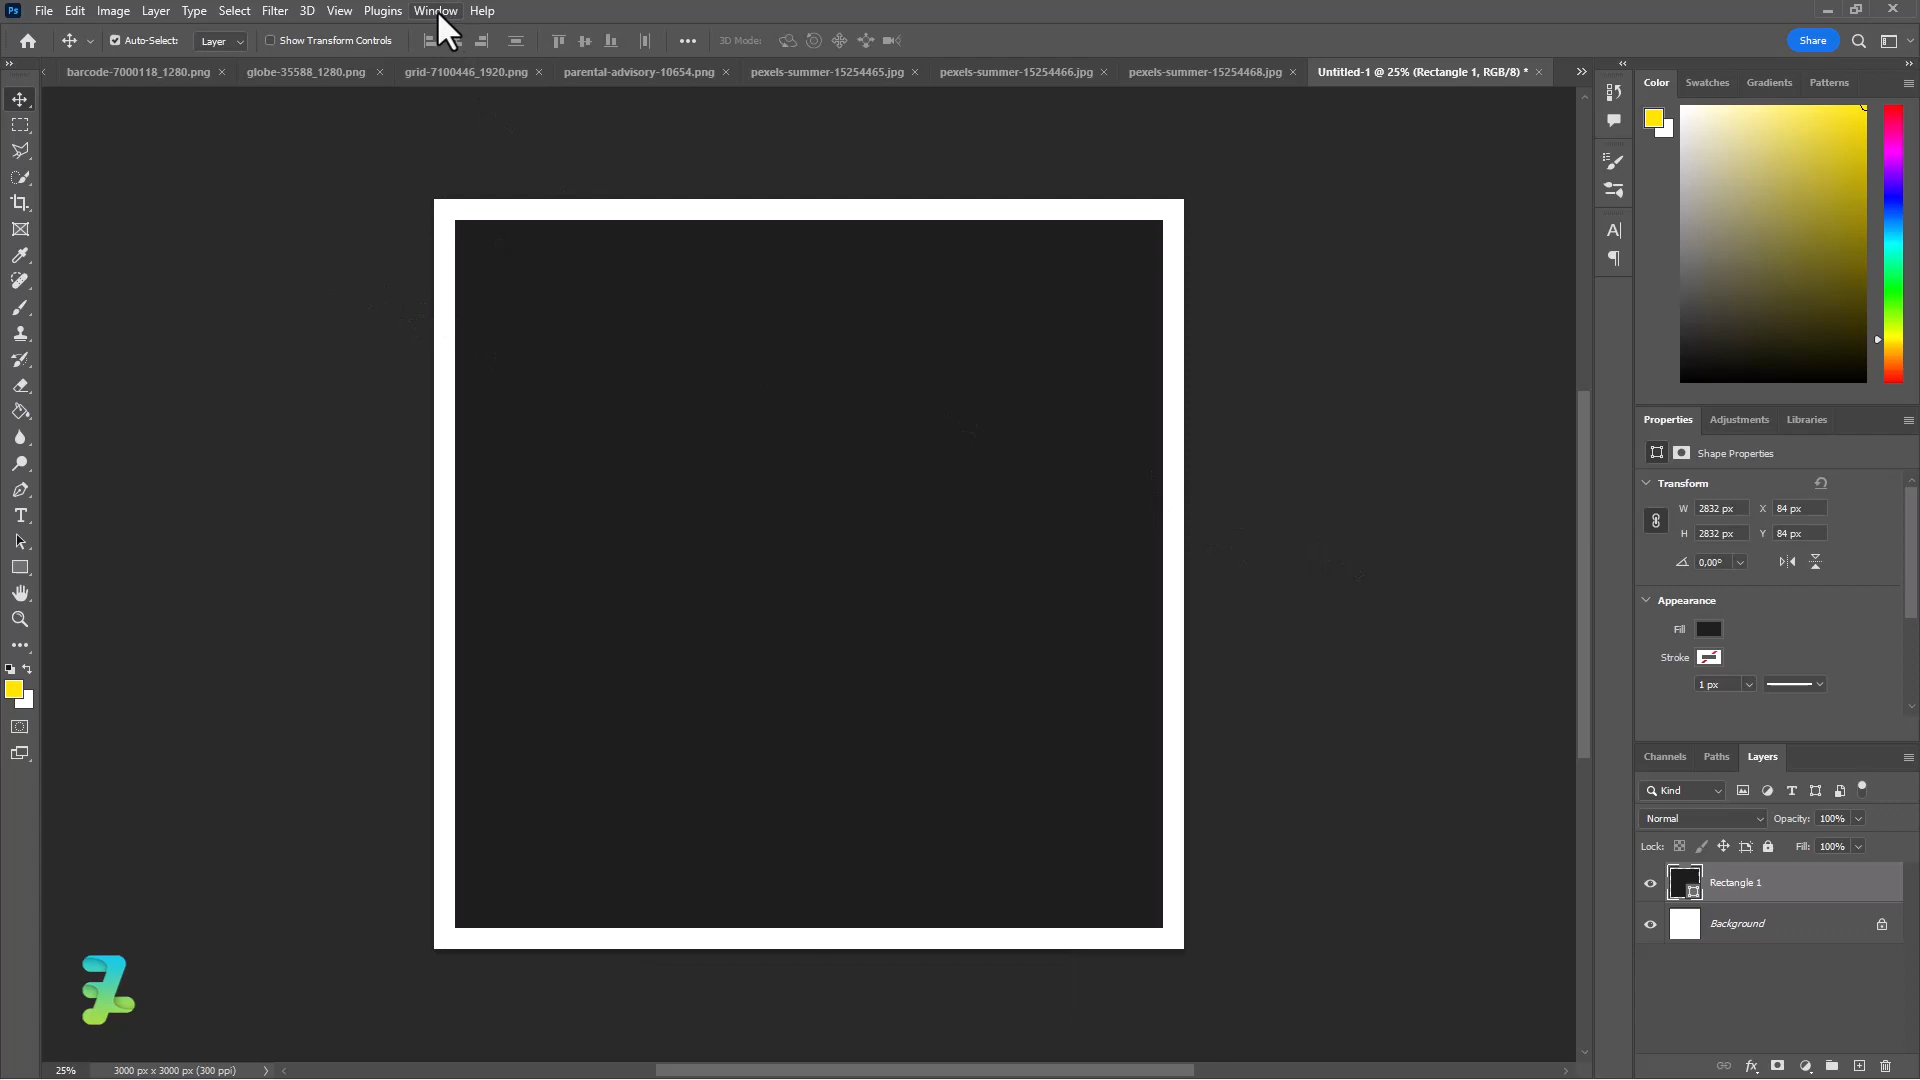 Ps File Edit Image Layer Type Select Filter 3D View Plugins Window Help
Auto-Select: Layer Show Transform Controls 3D Mode: Share
barcode-7000118_1280.png globe-35588_1280.png grid-7100446_1920.png parental-advisory-10654.png pexels-summer-15254465.jpg pexels-summer-15254466.jpg pexels-summer-15254468.jpg Untitled-1 @ 25% (Rectangle 1, RGB/8) *
Color Swatches Gradients Patterns
Properties Adjustments Libraries
Shape Properties
Transform
W 2832 px X 84 px
H 2832 px Y 84 px
0,00°
Appearance
Fill
Stroke
1 px
Channels Paths Layers
Kind
Normal Opacity: 100%
Lock: Fill: 100%
Rectangle 1
Background
25% 3000 px x 3000 px (300 ppi)